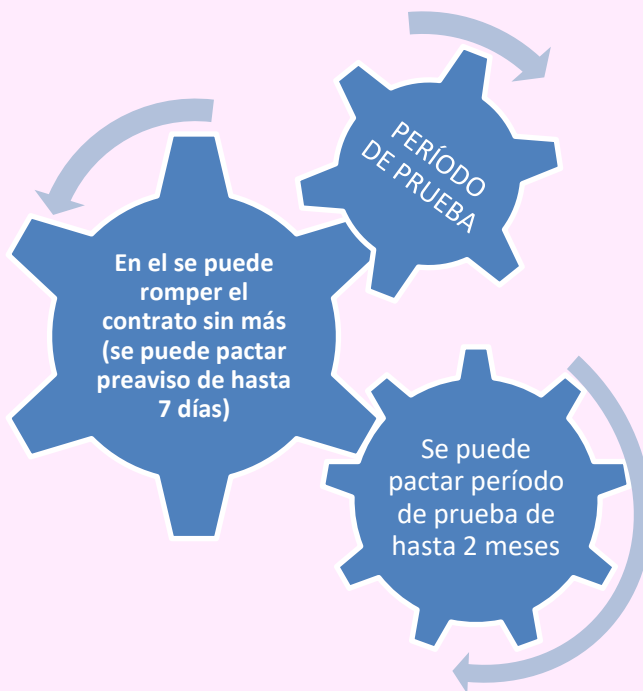 PERÍODO
DE PRUEBA
En el se puede
romper el
contrato sin más
(se puede pactar
preaviso de hasta
7 días)
Se puede
pactar período
de prueba de
hasta 2 meses